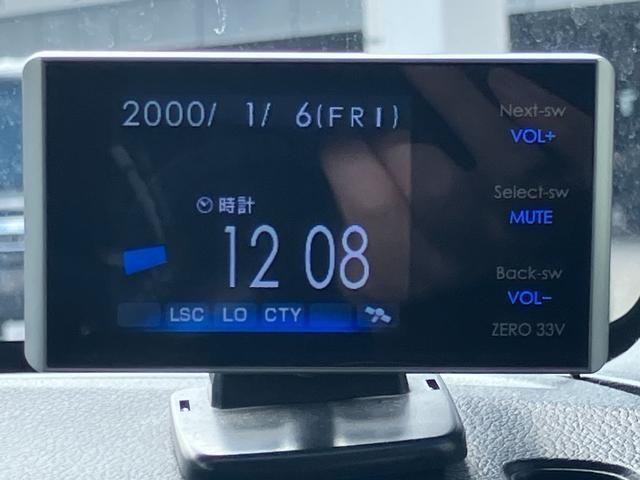 2000/ 1/ 6(FRI)
時計
12 08
LSC LO CTY
Next-sw
VOL+
Select-sw
MUTE
Back-sw
VOL−
ZERO 33V